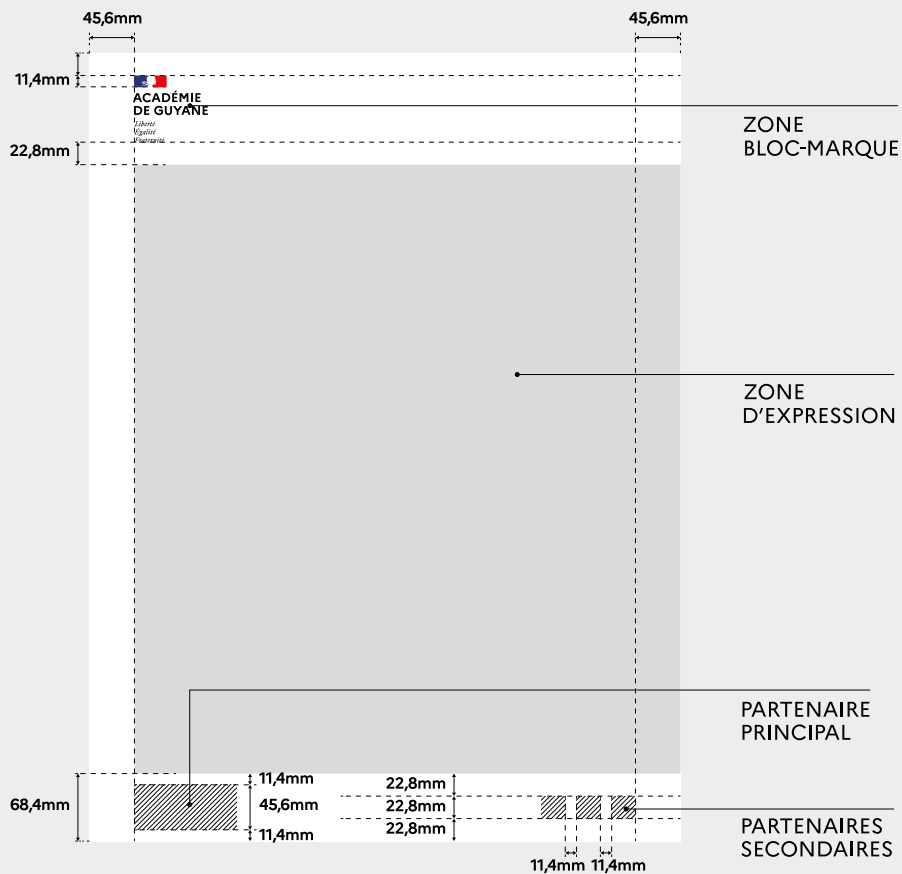 45,6mm
45,6mm
11,4mm
ACADÉMIE
DE GUYANE
Liberté
Égalité
Fraternité
ZONE
BLOC-MARQUE
22,8mm
ZONE
D'EXPRESSION
PARTENAIRE
PRINCIPAL
68,4mm
11,4mm
45,6mm
11,4mm
22,8mm
22,8mm
22,8mm
PARTENAIRES
SECONDAIRES
11,4mm
11,4mm